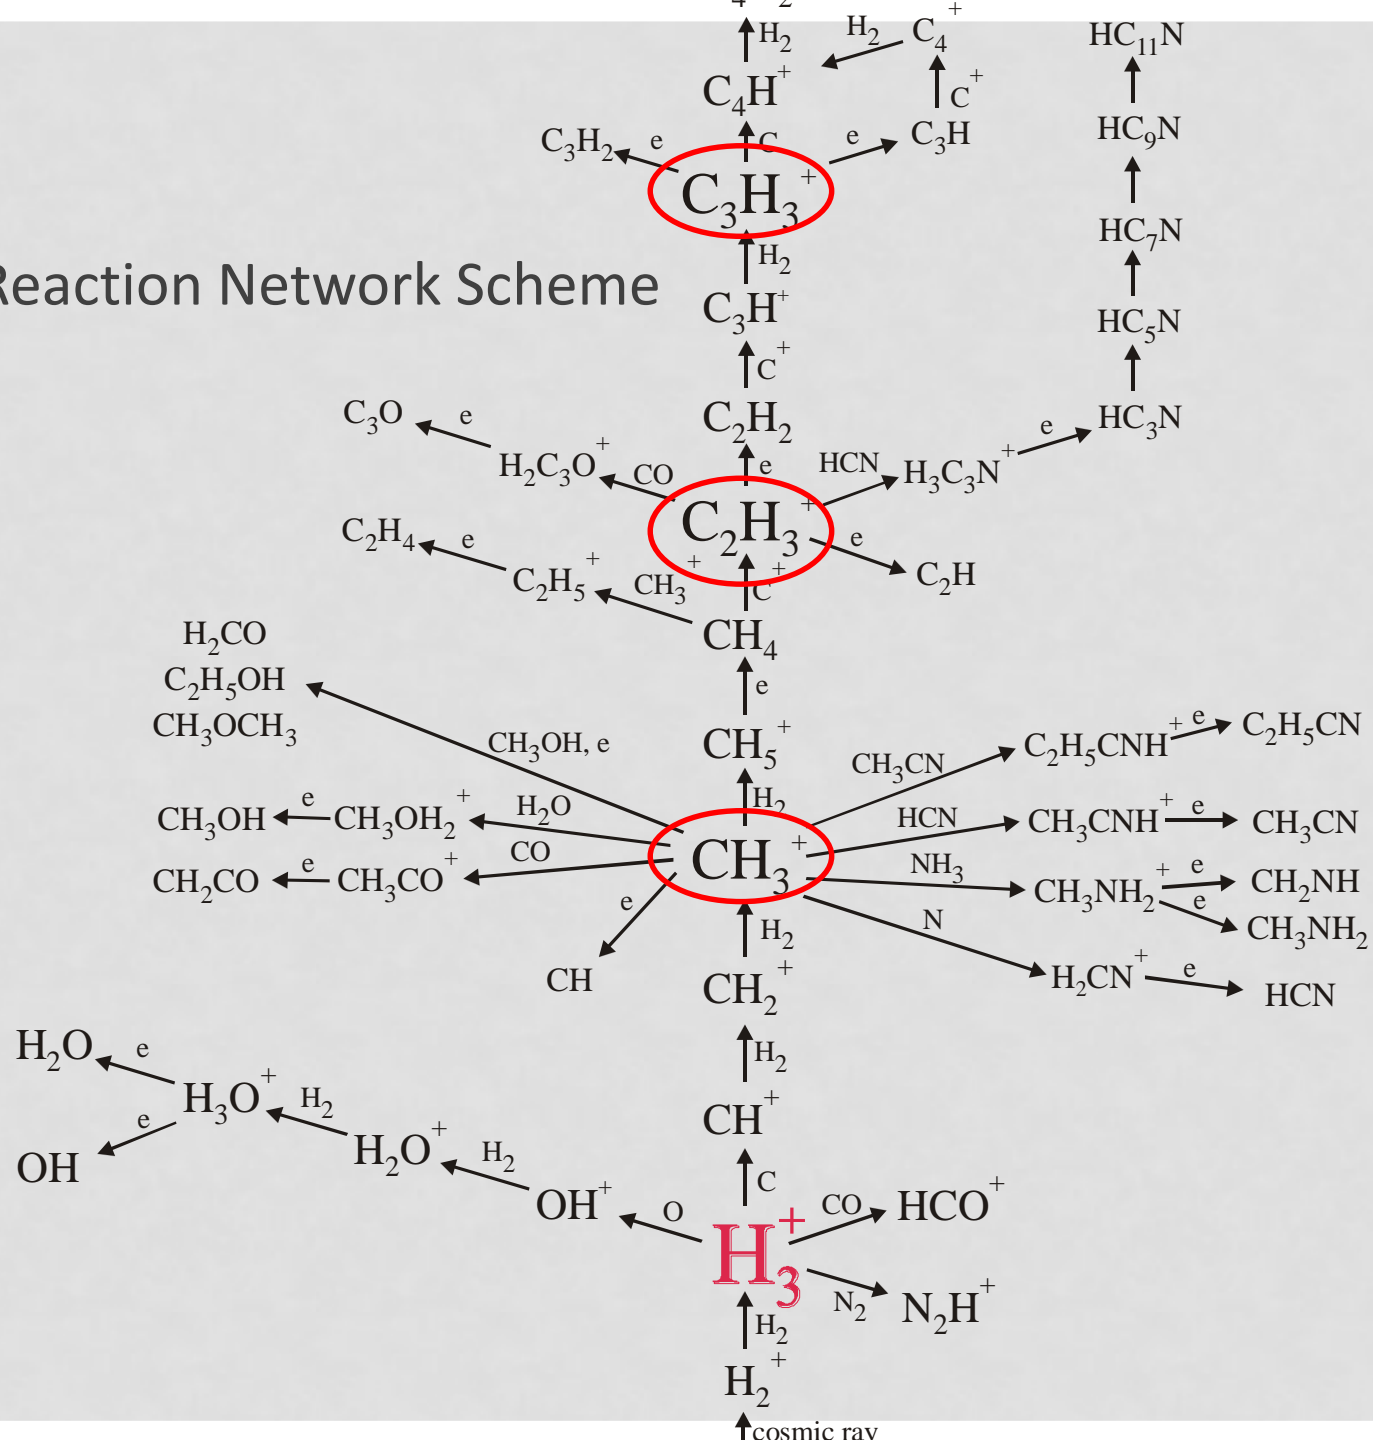 4 2
H2 H2 C4+ HC11N
C4H+ C+
C3H2 e C e C3H HC9N
C3H3+
H2 HC7N
Reaction Network Scheme
C3H+ HC5N
C+
C3O e C2H2 HC3N
H2C3O+ CO e HCN H3C3N+ e
C2H3+
C2H4 e e
C2H5+ CH3+ C+ C2H
CH4
H2CO
C2H5OH e
CH3OCH3 CH3OH, e CH5+ CH3CN C2H5CNH+ e C2H5CN
H2
CH3OH e CH3OH2+ H2O HCN CH3CNH+ e CH3CN
CH2CO e CH3CO+ CO CH3+ NH3 CH3NH2+ e CH2NH
e CH3NH2
e H2 N
CH CH2+ H2CN+ e HCN
H2O e H2
H3O+ H2 CH+
e H2O+ H2
OH C
OH+ O H3+ CO HCO+
N2 N2H+
H2
H2+
cosmic ray